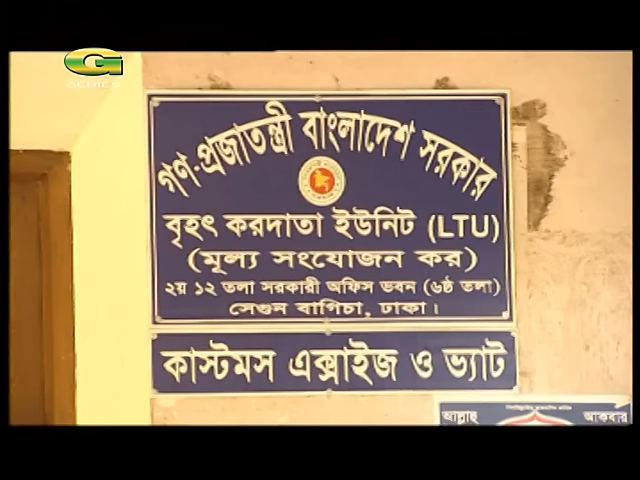 G
SERIES
গণ-প্রজাতন্ত্রী বাংলাদেশ সরকার
বৃহৎ করদাতা ইউনিট (LTU)
(মূল্য সংযোজন কর)
২য় ১২ তলা সরকারী অফিস ভবন (৬ষ্ঠ তলা)
সেগুন বাগিচা, ঢাকা।
কাস্টমস এক্সাইজ ও ভ্যাট
আল্লাহু আকবার